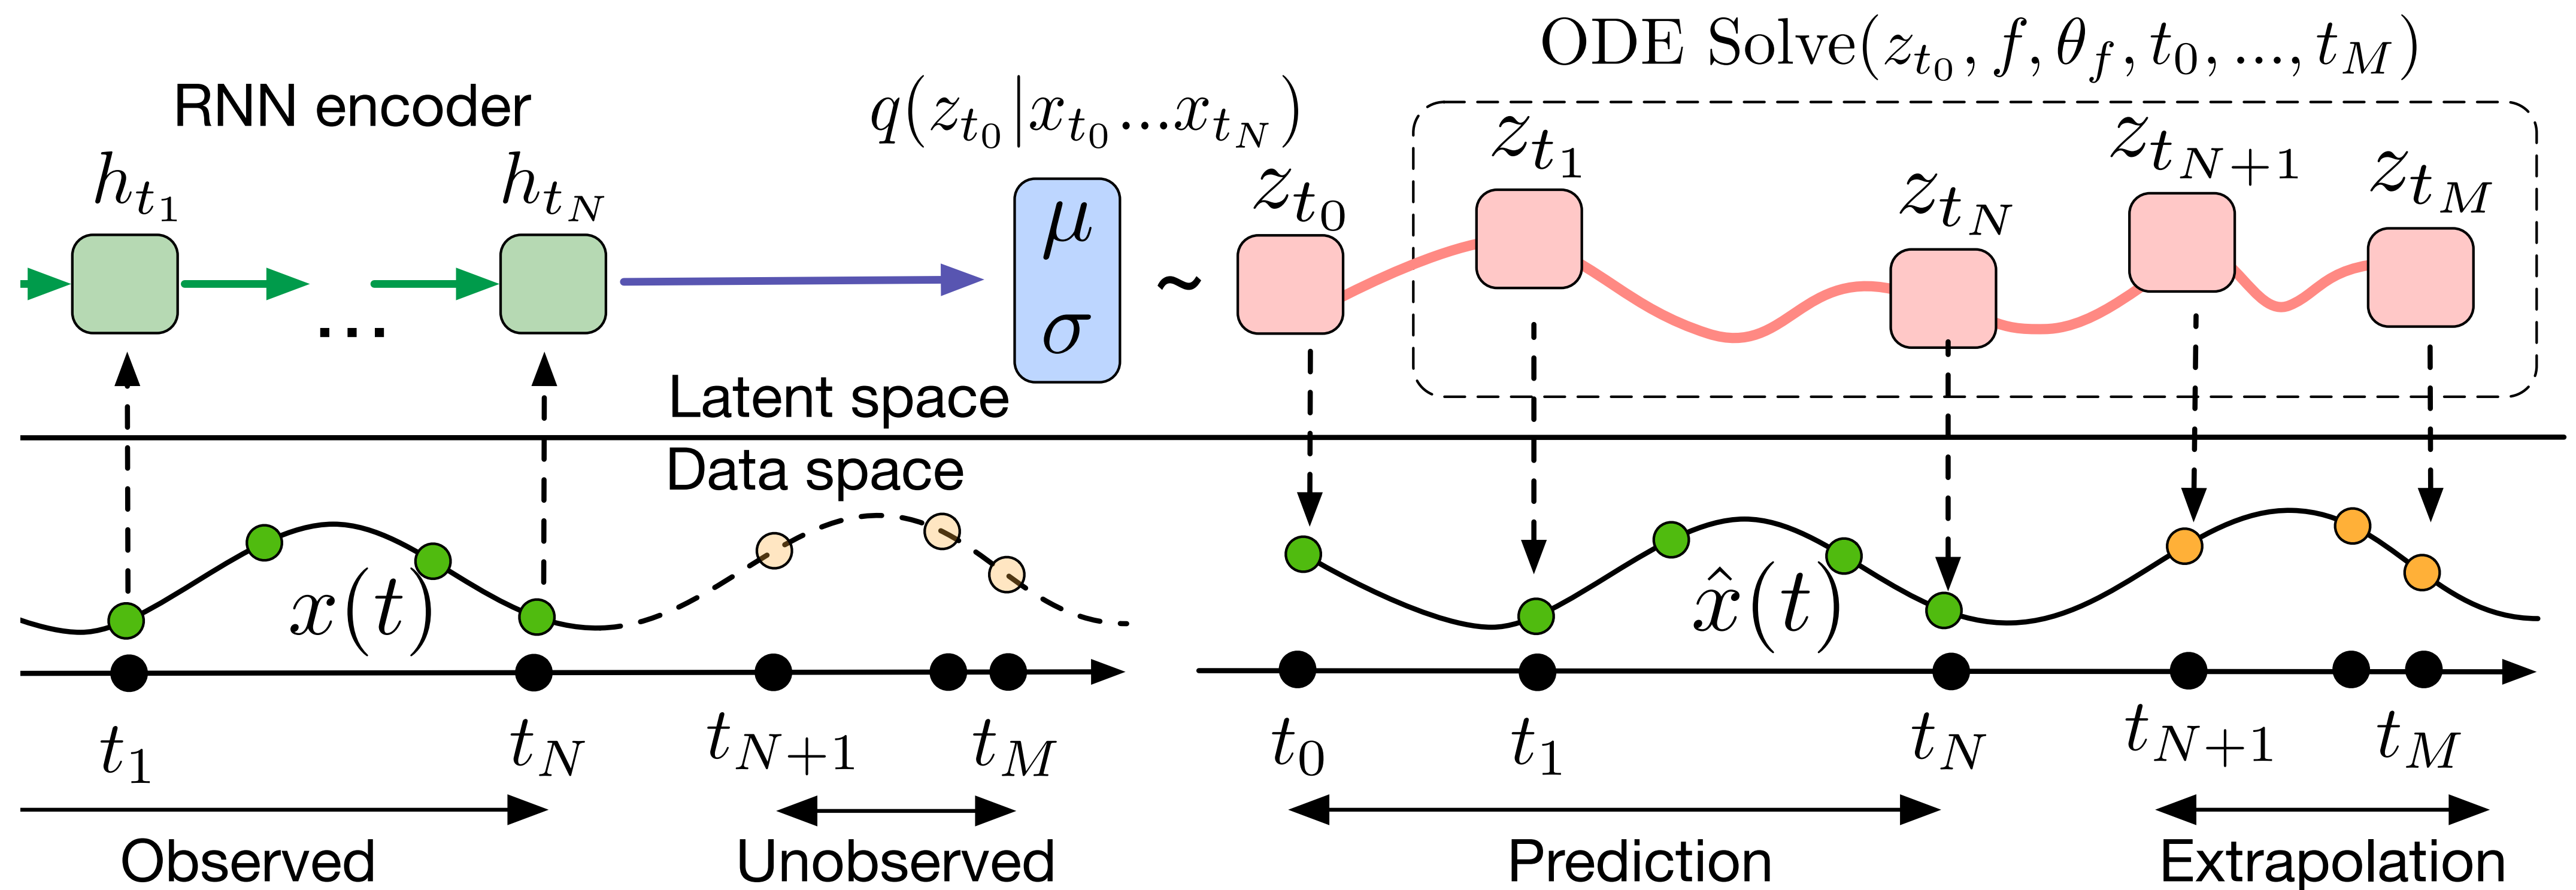 ODE Solve(z_{t_0}, f, θ_f, t_0, ..., t_M)
RNN encoder
q(z_{t_0}|x_{t_0}...x_{t_N})
h_{t_1}
h_{t_N}
...
μ
σ
~
z_{t_0}
z_{t_1}
z_{t_N}
z_{t_{N+1}}
z_{t_M}
Latent space
Data space
x(t)
x̂(t)
t_1
t_N
t_{N+1}
t_M
t_0
t_1
t_N
t_{N+1}
t_M
Observed
Unobserved
Prediction
Extrapolation